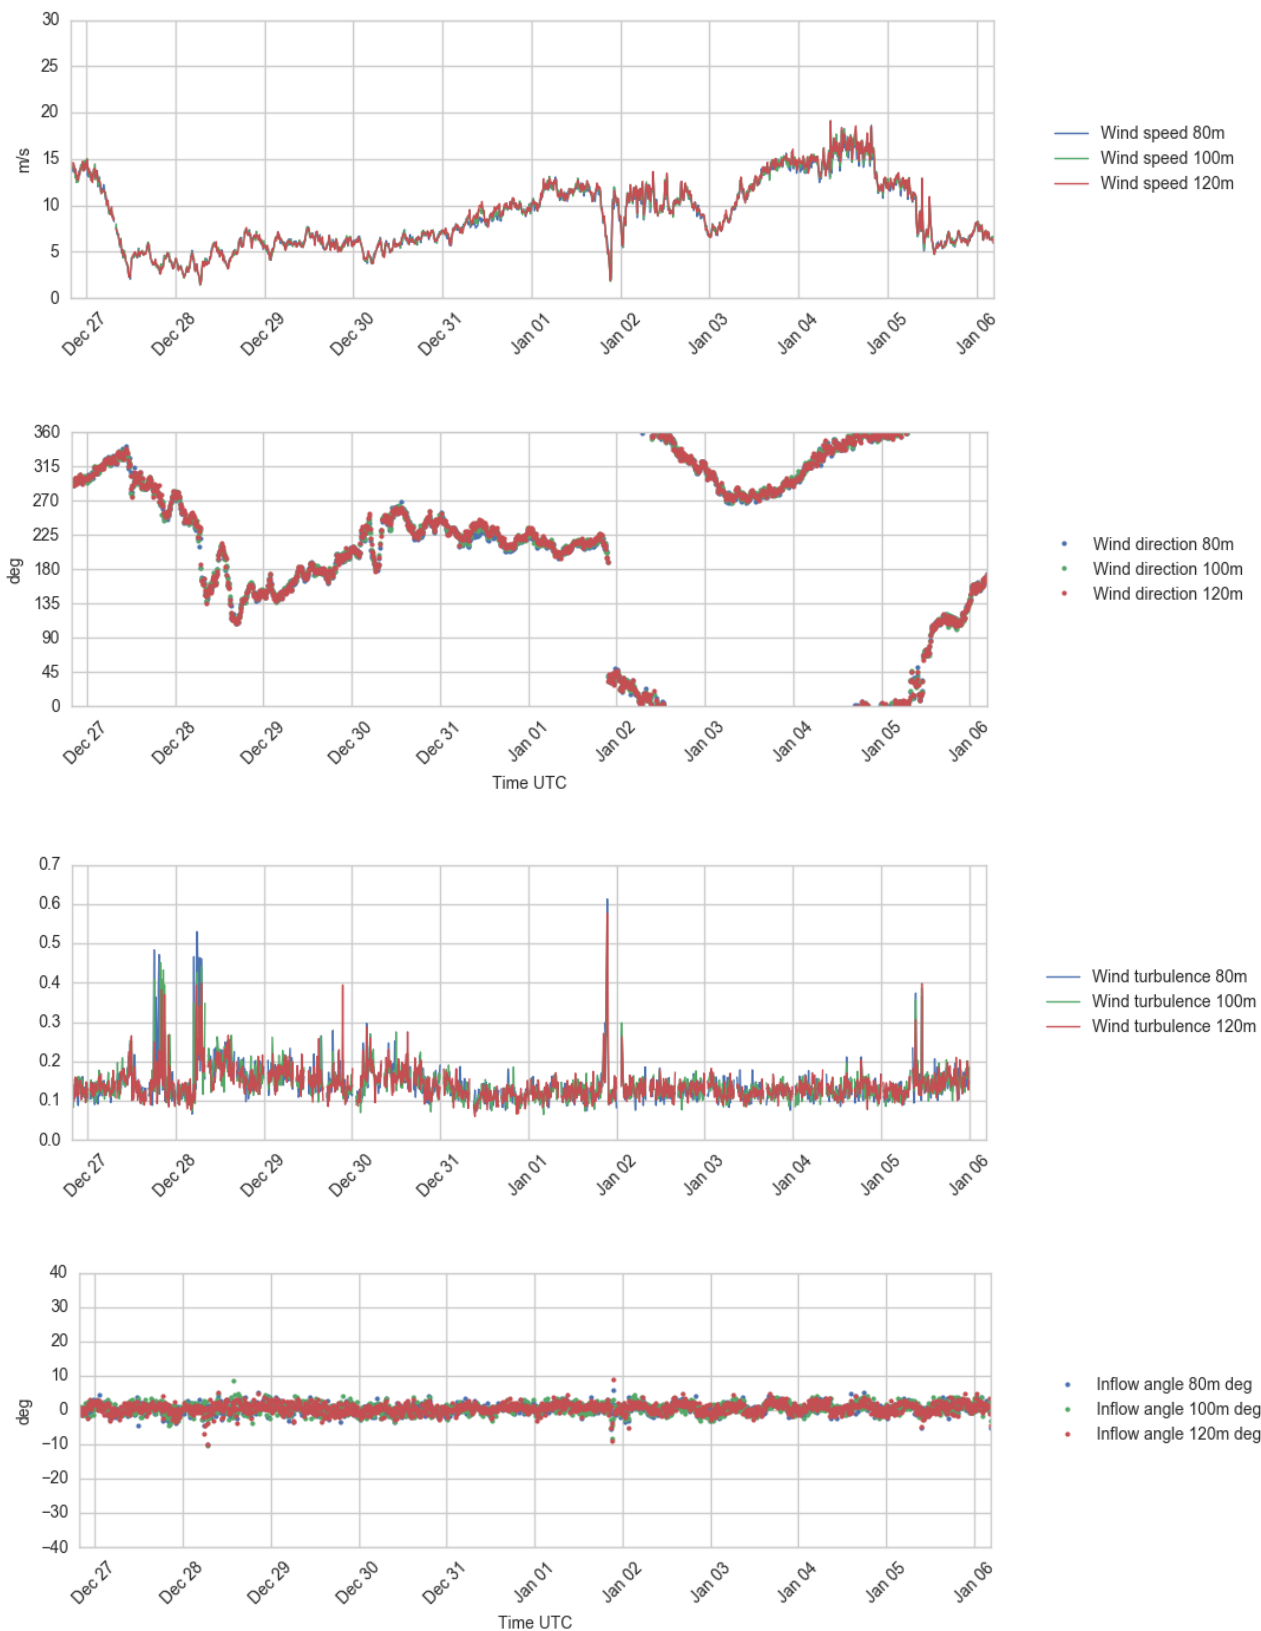 30
25
20
15
10
5
0
m/s
Dec 27
Dec 28
Dec 29
Dec 30
Dec 31
Jan 01
Jan 02
Jan 03
Jan 04
Jan 05
Jan 06
Wind speed 80m
Wind speed 100m
Wind speed 120m
360
315
270
225
180
135
90
45
0
deg
Dec 27
Dec 28
Dec 29
Dec 30
Dec 31
Jan 01
Jan 02
Jan 03
Jan 04
Jan 05
Jan 06
Time UTC
Wind direction 80m
Wind direction 100m
Wind direction 120m
0.7
0.6
0.5
0.4
0.3
0.2
0.1
0.0
Dec 27
Dec 28
Dec 29
Dec 30
Dec 31
Jan 01
Jan 02
Jan 03
Jan 04
Jan 05
Jan 06
Wind turbulence 80m
Wind turbulence 100m
Wind turbulence 120m
40
30
20
10
0
−10
−20
−30
−40
deg
Dec 27
Dec 28
Dec 29
Dec 30
Dec 31
Jan 01
Jan 02
Jan 03
Jan 04
Jan 05
Jan 06
Time UTC
Inflow angle 80m deg
Inflow angle 100m deg
Inflow angle 120m deg